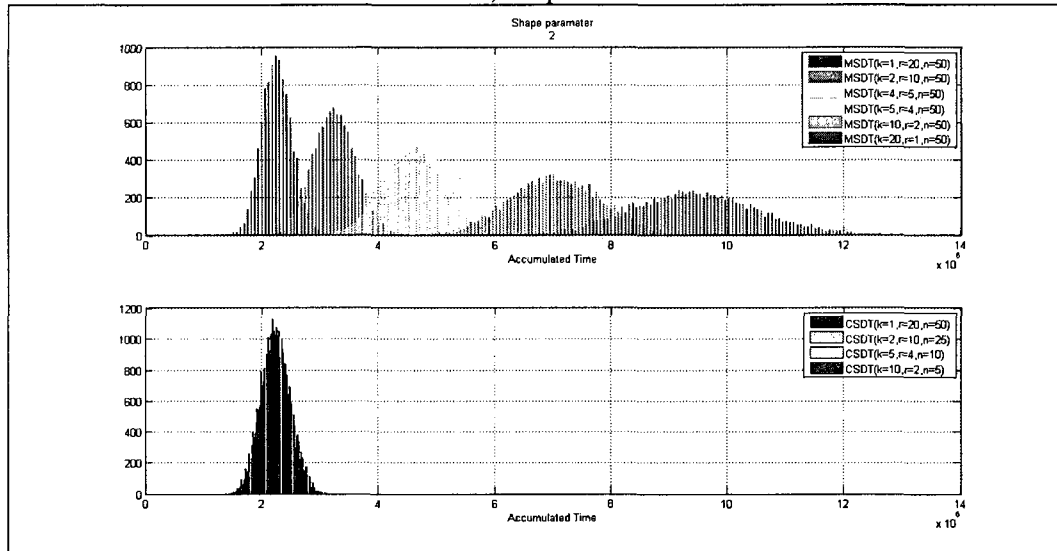 Shape parameter
2
1000
800
600
400
200
0
MSDT(k=1,r=20,n=50)
MSDT(k=2,r=10,n=50)
MSDT(k=4,r=5,n=50)
MSDT(k=5,r=4,n=50)
MSDT(k=10,r=2,n=50)
MSDT(k=20,r=1,n=50)
0 2 4 6 8 10 12 14
Accumulated Time
x 10^6
1200
1000
800
600
400
200
0
CSDT(k=1,r=20,n=50)
CSDT(k=2,r=10,n=25)
CSDT(k=5,r=4,n=10)
CSDT(k=10,r=2,n=5)
0 2 4 6 8 10 12 14
Accumulated Time
x 10^6